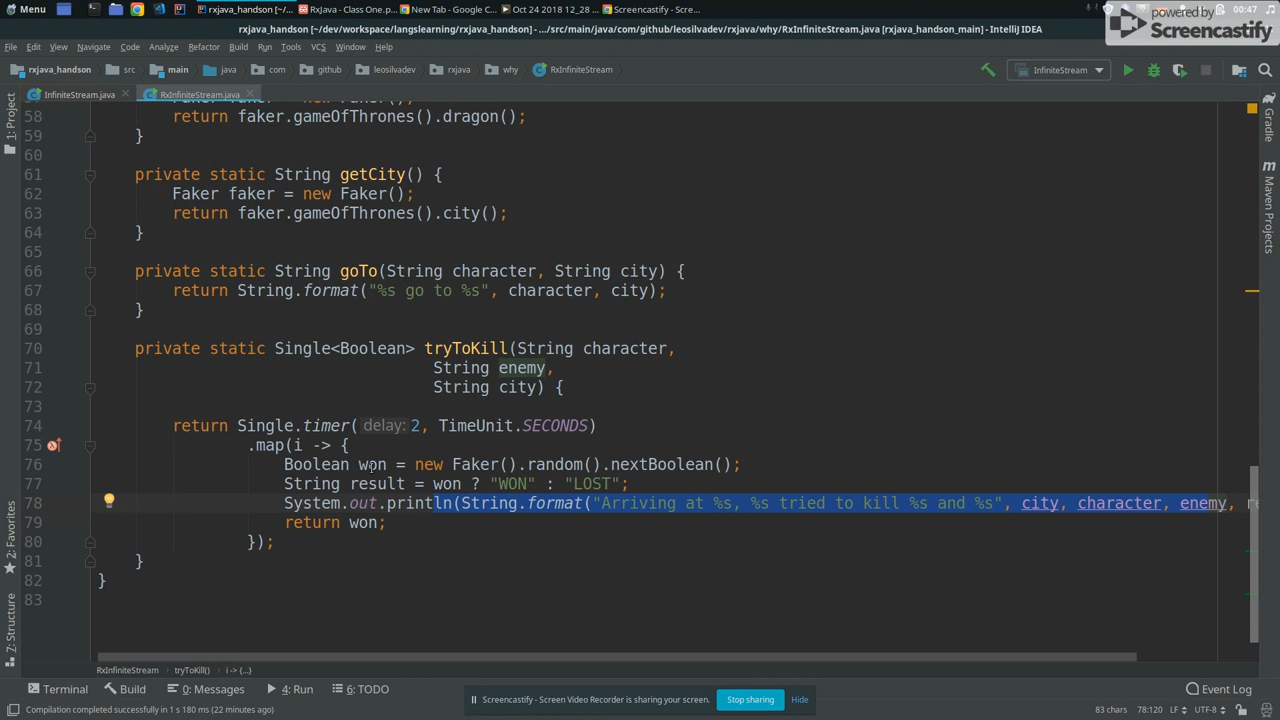 Menu
rxjava_handson [~/...
RxJava - Class One.p...
New Tab - Google C...
Oct 24 2018 12_28 ...
Screencastify - Scre...
00:47
powered by
Screencastify
rxjava_handson [~/dev/workspace/langslearning/rxjava_handson] - .../src/main/java/com/github/leosilvadev/rxjava/why/RxInfiniteStream.java [rxjava_handson_main] - IntelliJ IDEA
File Edit View Navigate Code Analyze Refactor Build Run Tools VCS Window Help
rxjava_handson src main java com github leosilvadev rxjava why RxInfiniteStream
InfiniteStream
InfiniteStream.java RxInfiniteStream.java
1: Project
Gradle
Maven Projects
2: Favorites
7: Structure
Faker faker = new Faker();
58 return faker.gameOfThrones().dragon();
59 }
60
61 private static String getCity() {
62 Faker faker = new Faker();
63 return faker.gameOfThrones().city();
64 }
65
66 private static String goTo(String character, String city) {
67 return String.format("%s go to %s", character, city);
68 }
69
70 private static Single<Boolean> tryToKill(String character,
71 String enemy,
72 String city) {
73
74 return Single.timer( delay: 2, TimeUnit.SECONDS)
75 .map(i -> {
76 Boolean won = new Faker().random().nextBoolean();
77 String result = won ? "WON" : "LOST";
78 System.out.println(String.format("Arriving at %s, %s tried to kill %s and %s", city, character, enemy, re
79 return won;
80 });
81 }
82 }
83
RxInfiniteStream tryToKill() i -> {...}
Terminal Build 0: Messages 4: Run 6: TODO
Screencastify - Screen Video Recorder is sharing your screen. Stop sharing Hide
Event Log
Compilation completed successfully in 1 s 180 ms (22 minutes ago)
83 chars 78:120 LF UTF-8